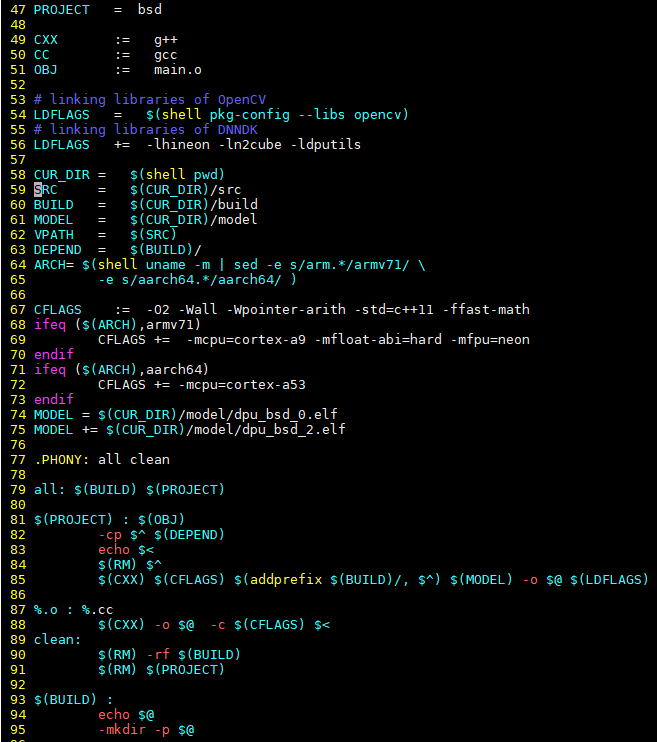 47 PROJECT   =  bsd
48
49 CXX       :=   g++
50 CC        :=   gcc
51 OBJ       :=   main.o
52
53 # linking libraries of OpenCV
54 LDFLAGS   =   $(shell pkg-config --libs opencv)
55 # linking libraries of DNNDK
56 LDFLAGS   +=  -lhineon -ln2cube -ldputils
57
58 CUR_DIR =   $(shell pwd)
59 SRC     =   $(CUR_DIR)/src
60 BUILD   =   $(CUR_DIR)/build
61 MODEL   =   $(CUR_DIR)/model
62 VPATH   =   $(SRC)
63 DEPEND  =   $(BUILD)/
64 ARCH= $(shell uname -m | sed -e s/arm.*/armv71/ \
65         -e s/aarch64.*/aarch64/ )
66
67 CFLAGS    :=  -O2 -Wall -Wpointer-arith -std=c++11 -ffast-math
68 ifeq ($(ARCH),armv71)
69         CFLAGS +=  -mcpu=cortex-a9 -mfloat-abi=hard -mfpu=neon
70 endif
71 ifeq ($(ARCH),aarch64)
72         CFLAGS += -mcpu=cortex-a53
73 endif
74 MODEL = $(CUR_DIR)/model/dpu_bsd_0.elf
75 MODEL += $(CUR_DIR)/model/dpu_bsd_2.elf
76
77 .PHONY: all clean
78
79 all: $(BUILD) $(PROJECT)
80
81 $(PROJECT) : $(OBJ)
82         -cp $^ $(DEPEND)
83         echo $<
84         $(RM) $^
85         $(CXX) $(CFLAGS) $(addprefix $(BUILD)/, $^) $(MODEL) -o $@ $(LDFLAGS)
86
87 %.o : %.cc
88         $(CXX) -o $@  -c $(CFLAGS) $<
89 clean:
90         $(RM) -rf $(BUILD)
91         $(RM) $(PROJECT)
92
93 $(BUILD) :
94         echo $@
95         -mkdir -p $@